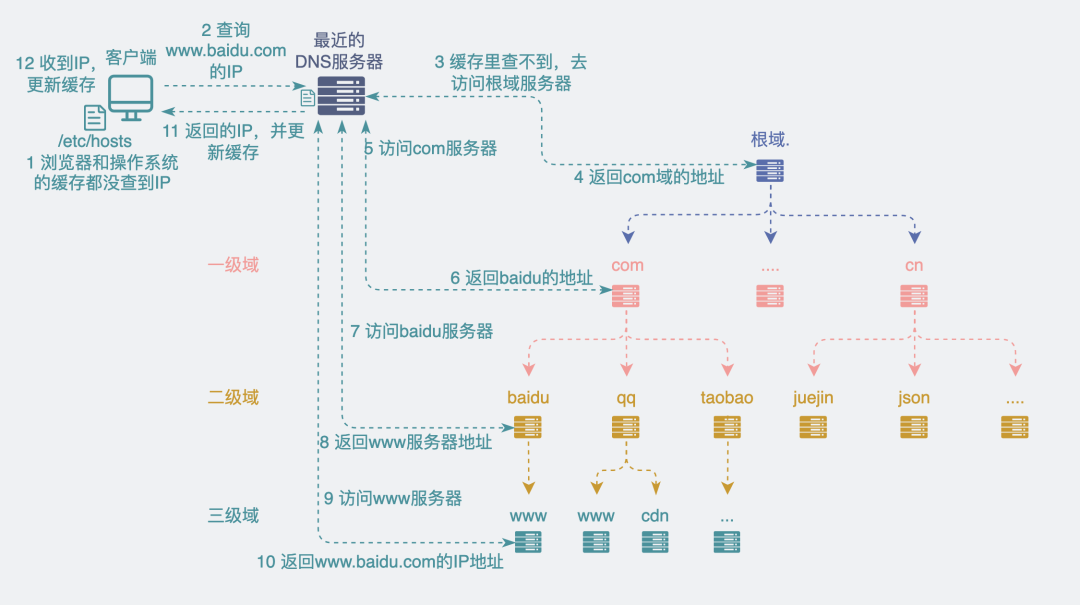 2 查询
www.baidu.com
的IP
最近的
DNS服务器
12 收到IP，
更新缓存
客户端
3 缓存里查不到，去
访问根域服务器
/etc/hosts
1 浏览器和操作系统
的缓存都没查到IP
11 返回的IP，并更
新缓存
5 访问com服务器
根域.
4 返回com域的地址
一级域
com
....
cn
6 返回baidu的地址
7 访问baidu服务器
二级域
baidu
qq
taobao
juejin
json
....
8 返回www服务器地址
9 访问www服务器
三级域
www
www
cdn
...
10 返回www.baidu.com的IP地址